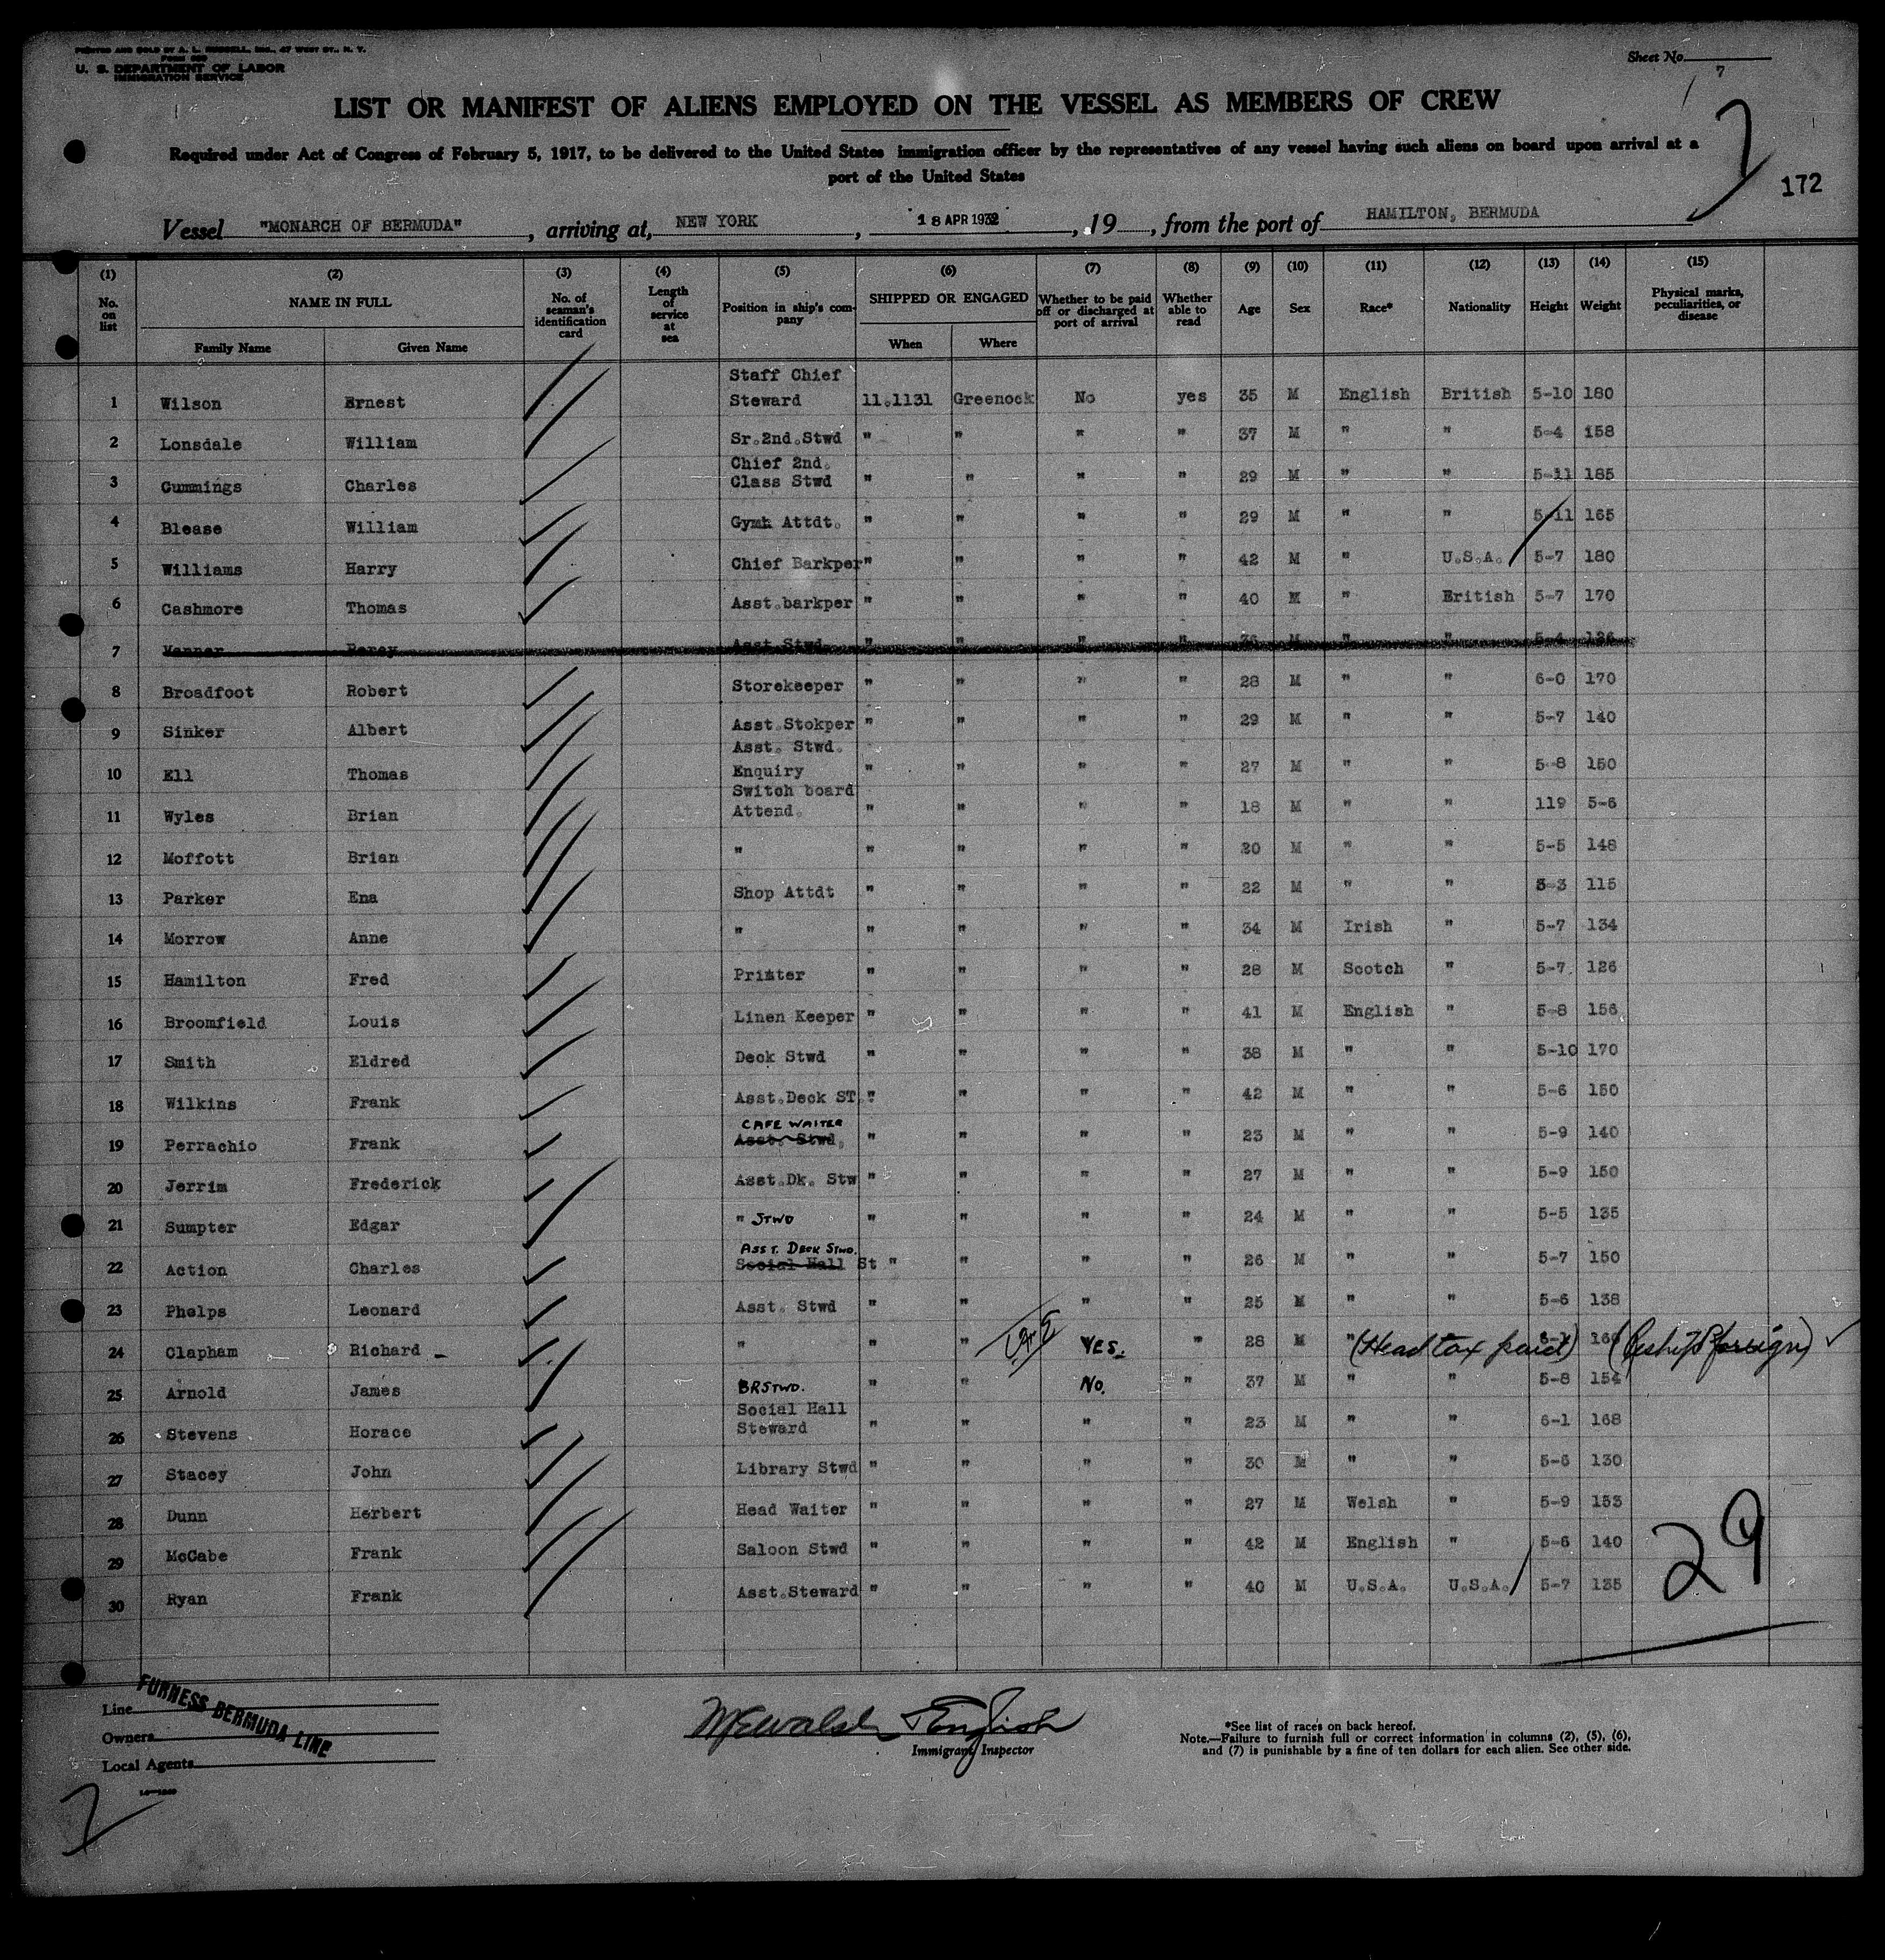 PRINTED AND SOLD BY A. L. RUSSELL, INC., 47 WEST ST., N. Y.
U. S. DEPARTMENT OF LABOR
IMMIGRATION SERVICE
Sheet No. 7
LIST OR MANIFEST OF ALIENS EMPLOYED ON THE VESSEL AS MEMBERS OF CREW
Required under Act of Congress of February 5, 1917, to be delivered to the United States immigration officer by the representatives of any vessel having such aliens on board upon arrival at a
port of the United States
172
Vessel "MONARCH OF BERMUDA", arriving at, NEW YORK, 18 APR 1932, 19, from the port of HAMILTON, BERMUDA
(1) (2) (3) (4) (5) (6) (7) (8) (9) (10) (11) (12) (13) (14) (15)
No. on list NAME IN FULL Family Name Given Name No. of seaman's identification card Length of service at sea Position in ship's company SHIPPED OR ENGAGED When Where Whether to be paid off or discharged at port of arrival Whether able to read Age Sex Race* Nationality Height Weight Physical marks, peculiarities, or disease
1 Wilson Ernest Staff Chief Steward 11.1131 Greenock No yes 35 M English British 5-10 180
2 Lonsdale William Sr.2nd.Stwd " " " " 37 M " " 5-4 158
3 Cummings Charles Chief 2nd. Class Stwd " " " " 29 M " " 5-11 185
4 Blease William Gymk Attdt. " " " " 29 M " " 5-11 165
5 Williams Harry Chief Barkper " " " " 42 M " U.S.A. 5-7 180
6 Cashmore Thomas Asst.barkper " " " " 40 M " British 5-7 170
7 Percy Asst.Stwd " " " " 36 M " " 5-4
8 Broadfoot Robert Storekeeper " " " " 28 M " " 6-0 170
9 Sinker Albert Asst.Stokper " " " " 29 M " " 5-7 140
10 Ell Thomas Asst. Stwd. Enquiry " " " " 27 M " " 5-8 150
11 Wyles Brian Switch board Attend. " " " " 18 M " " 119 5-6
12 Moffott Brian " " " " " 20 M " " 5-5 148
13 Parker Ena Shop Attdt " " " " 22 M " " 5-3 115
14 Morrow Anne " " " " " 34 M Irish " 5-7 134
15 Hamilton Fred Printer " " " " 28 M Scotch " 5-7. 126
16 Broomfield Louis Linen Keeper " " " " 41 M English " 5-8 156
17 Smith Eldred Deck Stwd " " " " 38 M " " 5-10 170
18 Wilkins Frank Asst.Deck ST. " " " " 42 M " " 5-6 150
19 Perrachio Frank CAFE WAITER Asst. Stwd. " " " " 23 M " " 5-9 140
20 Jerrim Frederick Asst.Dk. Stw " " " " 27 M " " 5-9 150
21 Sumpter Edgar " STWD " " " " 24 M " " 5-5 135
22 Action Charles ASST. DECK STWD. Social Hall St " " " " 26 M " " 5-7 150
23 Phelps Leonard Asst. Stwd " " " " 25 M " " 5-6 138
24 Clapham Richard " " " YES. " 28 M " (Head tax paid) 160 (Reship foreign)
25 Arnold James BRSTWD. " " No. " 37 M " " 5-8 154
26 Stevens Horace Social Hall Steward " " " " 23 M " " 6-1 168
27 Stacey John Library Stwd " " " " 30 M " " 5-6 130
28 Dunn Herbert Head Waiter " " " " 27 M Welsh " 5-9 153
29 McCabe Frank Saloon Stwd " " " " 42 M English " 5-6 140
30 Ryan Frank Asst.Steward " " " " 40 M U.S.A. U.S.A. 5-7 135
29
Line
Owners
Local Agents
FURNESS BERMUDA LINE
Immigrant Inspector
*See list of races on back hereof.
Note.—Failure to furnish full or correct information in columns (2), (5), (6),
and (7) is punishable by a fine of ten dollars for each alien. See other side.